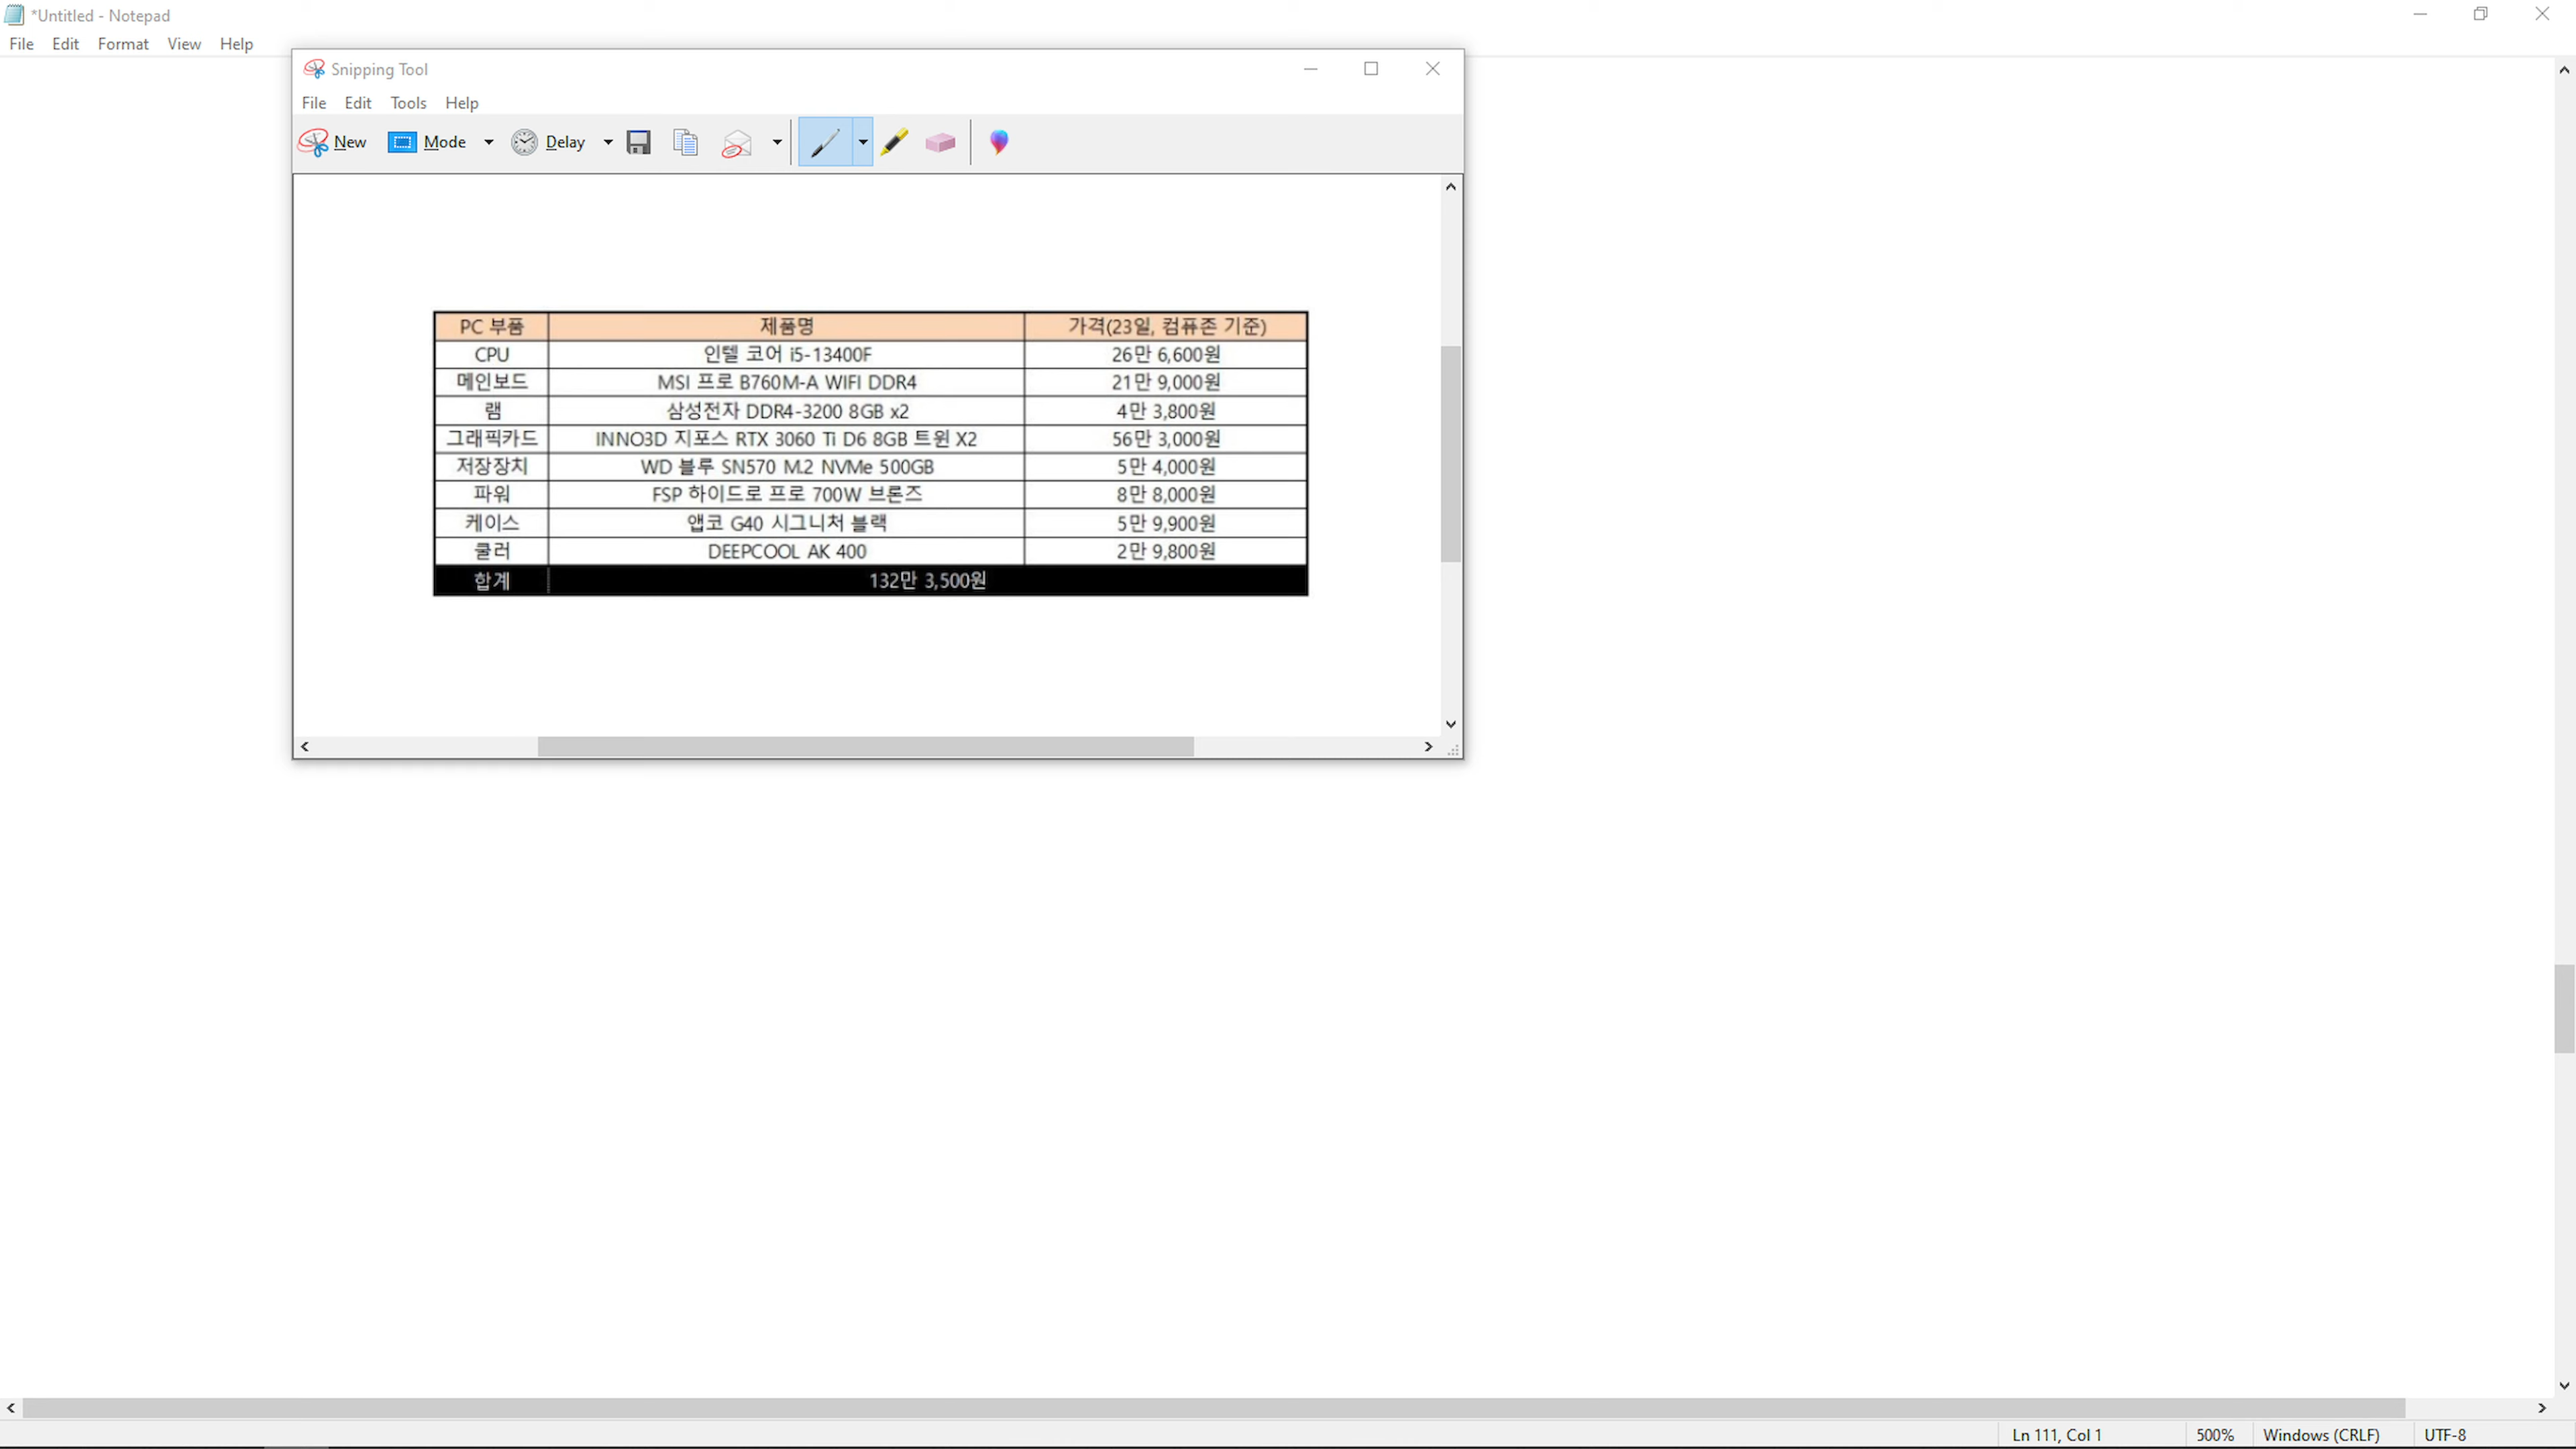 *Untitled - Notepad
File Edit Format View Help
Snipping Tool
File Edit Tools Help
New Mode Delay
PC 부품 제품명 가격(23일, 컴퓨존 기준)
CPU 인텔 코어 i5-13400F 26만 6,600원
메인보드 MSI 프로 B760M-A WIFI DDR4 21만 9,000원
램 삼성전자 DDR4-3200 8GB x2 4만 3,800원
그래픽카드 INNO3D 지포스 RTX 3060 Ti D6 8GB 트윈 X2 56만 3,000원
저장장치 WD 블루 SN570 M.2 NVMe 500GB 5만 4,000원
파워 FSP 하이드로 프로 700W 브론즈 8만 8,000원
케이스 앱코 G40 시그니처 블랙 5만 9,900원
쿨러 DEEPCOOL AK 400 2만 9,800원
합계 132만 3,500원
Ln 111, Col 1 500% Windows (CRLF) UTF-8